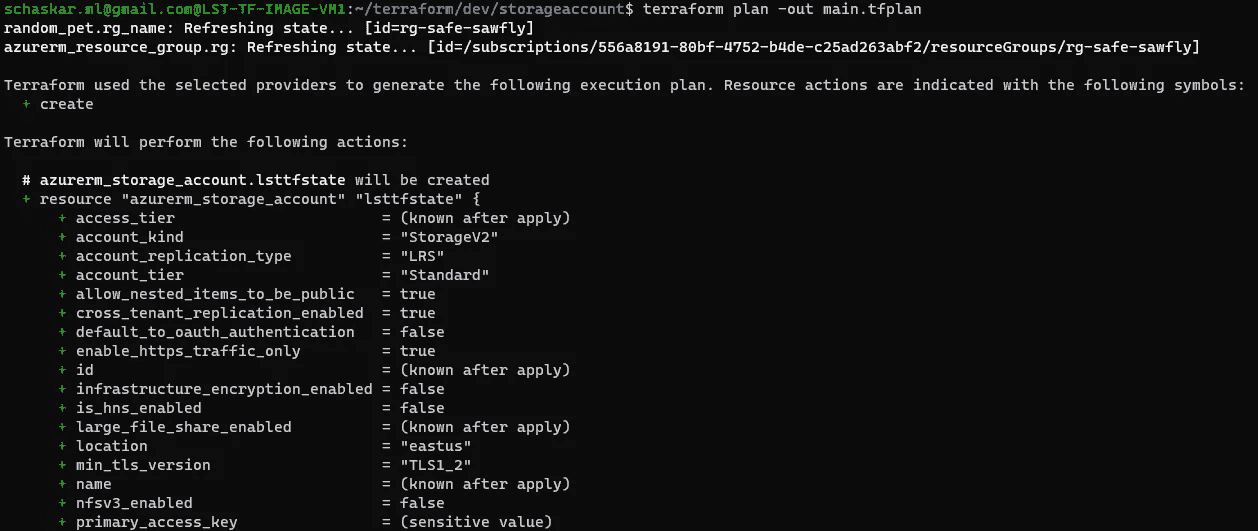 schaskar.ml@gmail.com@LST-TF-IMAGE-VM1:~/terraform/dev/storageaccount$ terraform plan -out main.tfplan
random_pet.rg_name: Refreshing state... [id=rg-safe-sawfly]
azurerm_resource_group.rg: Refreshing state... [id=/subscriptions/556a8191-80bf-4752-b4de-c25ad263abf2/resourceGroups/rg-safe-sawfly]
Terraform used the selected providers to generate the following execution plan. Resource actions are indicated with the following symbols:
+ create
Terraform will perform the following actions:
# azurerm_storage_account.lsttfstate will be created
+ resource "azurerm_storage_account" "lsttfstate" {
+ access_tier = (known after apply)
+ account_kind = "StorageV2"
+ account_replication_type = "LRS"
+ account_tier = "Standard"
+ allow_nested_items_to_be_public = true
+ cross_tenant_replication_enabled = true
+ default_to_oauth_authentication = false
+ enable_https_traffic_only = true
+ id = (known after apply)
+ infrastructure_encryption_enabled = false
+ is_hns_enabled = false
+ large_file_share_enabled = (known after apply)
+ location = "eastus"
+ min_tls_version = "TLS1_2"
+ name = (known after apply)
+ nfsv3_enabled = false
+ primary_access_key = (sensitive value)